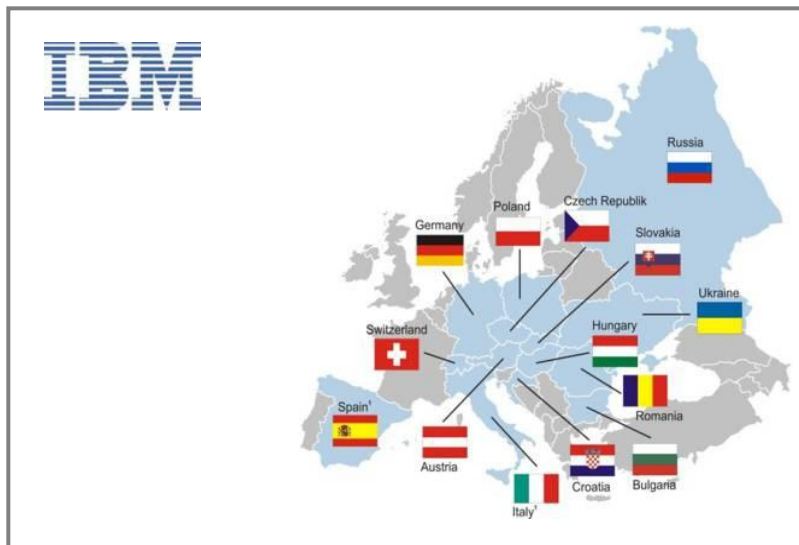 IBM
Russia
Czech Republik
Poland
Germany
Slovakia
Ukraine
Switzerland
Hungary
Spain¹
Romania
Austria
Croatia
Bulgaria
Italy¹